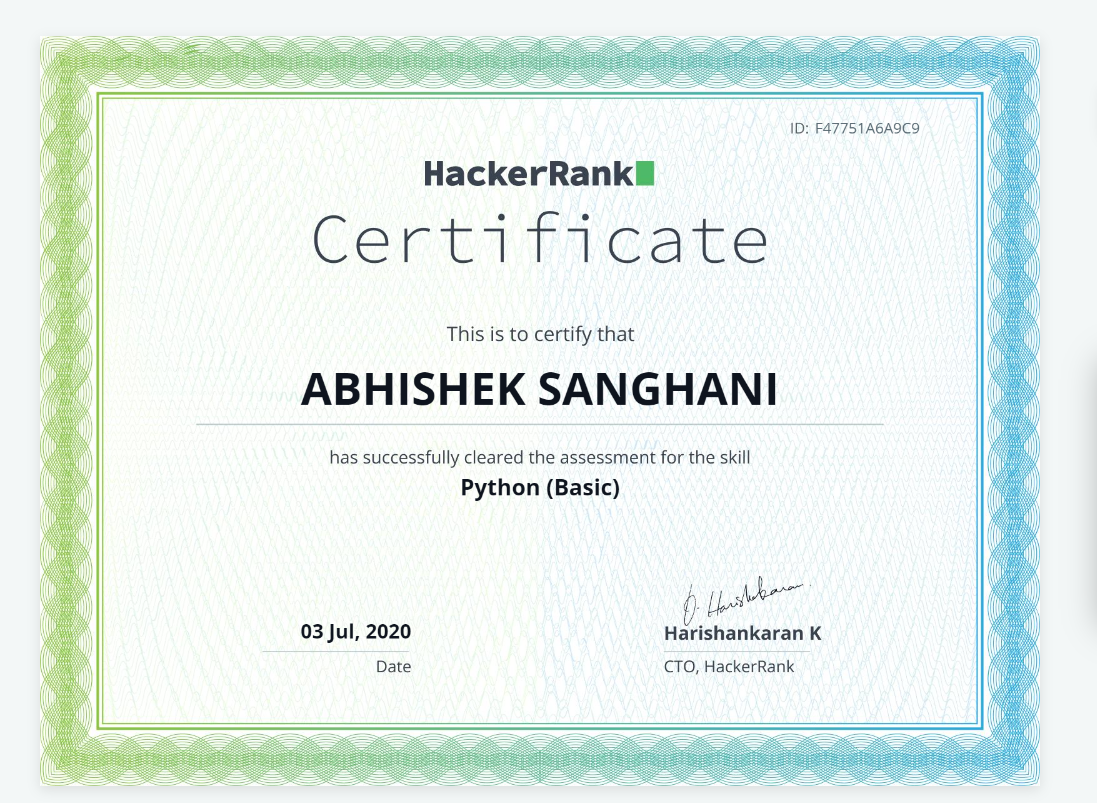 ID: F47751A6A9C9
HackerRank
Certificate
This is to certify that
ABHISHEK SANGHANI
has successfully cleared the assessment for the skill
Python (Basic)
03 Jul, 2020
Date
Harishankaran K
CTO, HackerRank